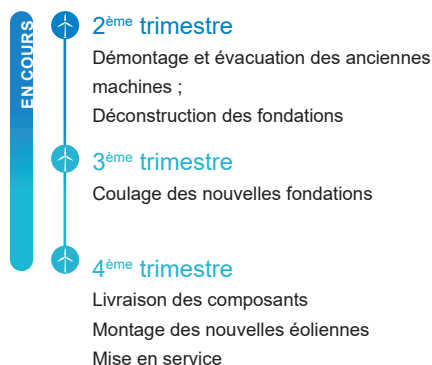 EN COURS
2ème trimestre
Démontage et évacuation des anciennes
machines ;
Déconstruction des fondations
3ème trimestre
Coulage des nouvelles fondations
4ème trimestre
Livraison des composants
Montage des nouvelles éoliennes
Mise en service